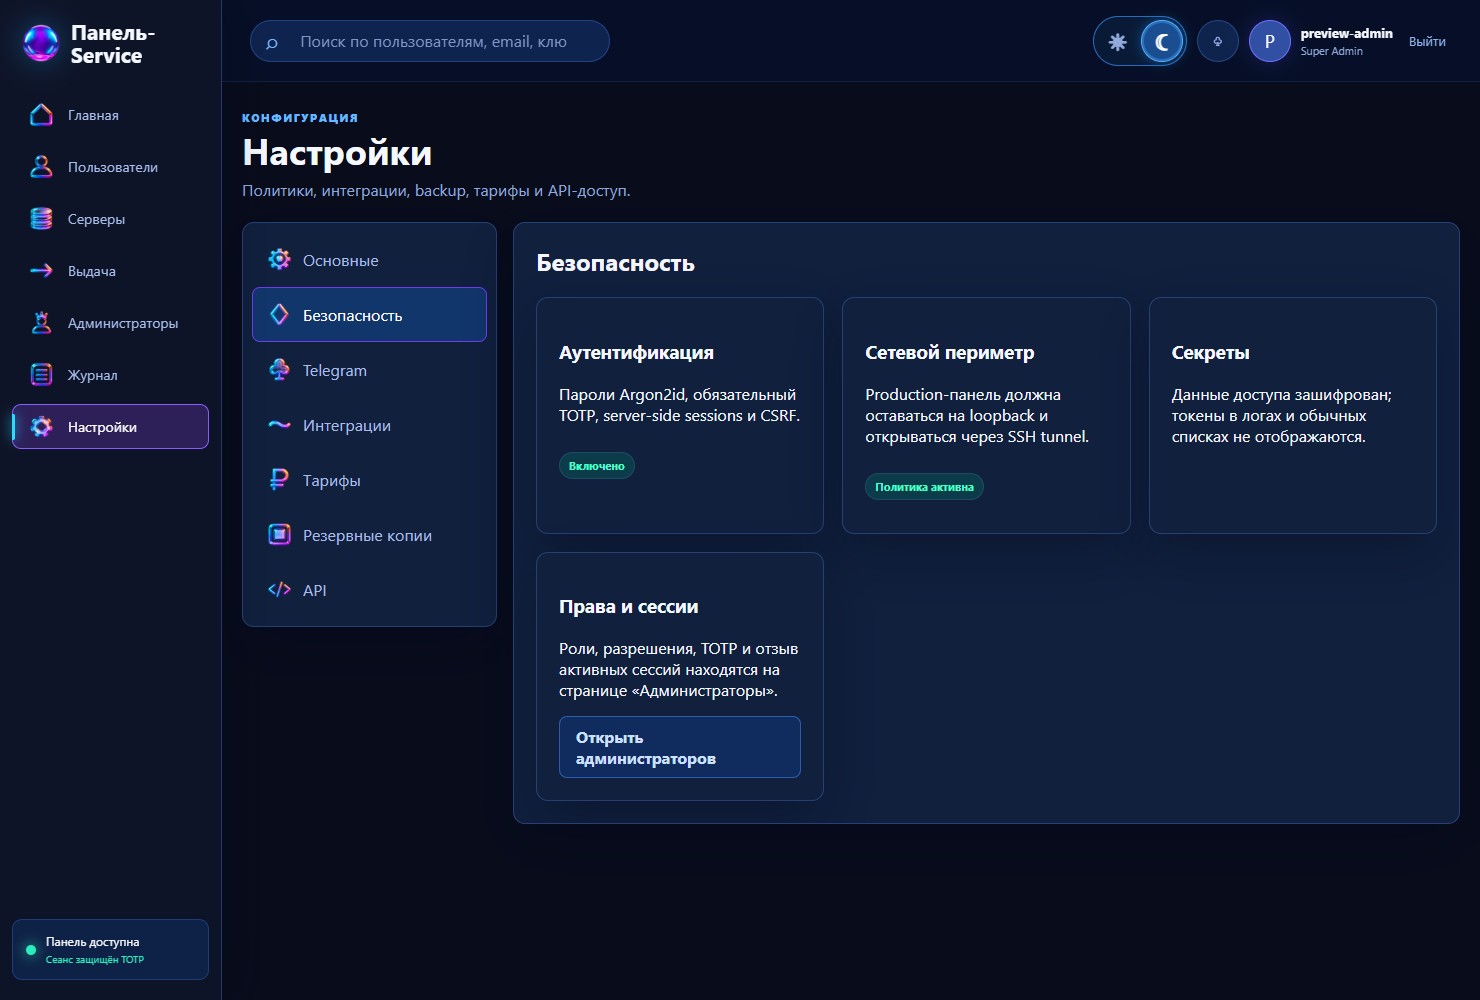 Панель-
Service
Поиск по пользователям, email, клю
P
preview-admin
Super Admin
Выйти
Главная
Пользователи
Серверы
Выдача
Администраторы
Журнал
Настройки
КОНФИГУРАЦИЯ
Настройки
Политики, интеграции, backup, тарифы и API-доступ.
Основные
Безопасность
Telegram
Интеграции
Тарифы
Резервные копии
API
Безопасность
Аутентификация
Пароли Argon2id, обязательный
TOTP, server-side sessions и CSRF.
Включено
Сетевой периметр
Production-панель должна
оставаться на loopback и
открываться через SSH tunnel.
Политика активна
Секреты
Данные доступа зашифрован;
токены в логах и обычных
списках не отображаются.
Права и сессии
Роли, разрешения, TOTP и отзыв
активных сессий находятся на
странице «Администраторы».
Открыть
администраторов
Панель доступна
Сеанс защищён TOTP